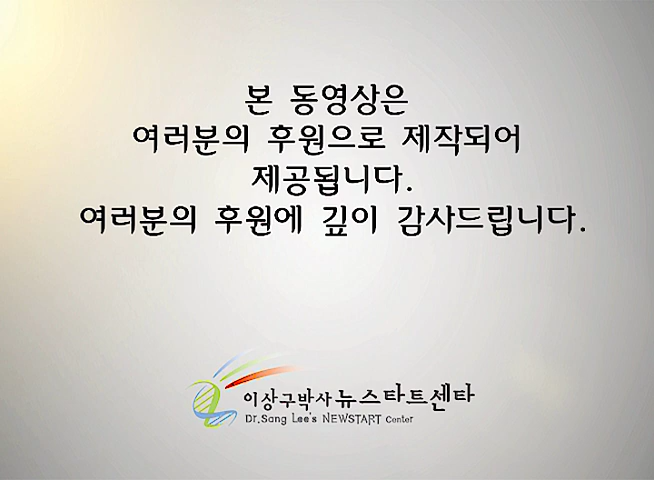 본 동영상은
여러분의 후원으로 제작되어
제공됩니다.
여러분의 후원에 깊이 감사드립니다.
이상구박사뉴스타트센타
Dr.Sang Lee's NEWSTART Center